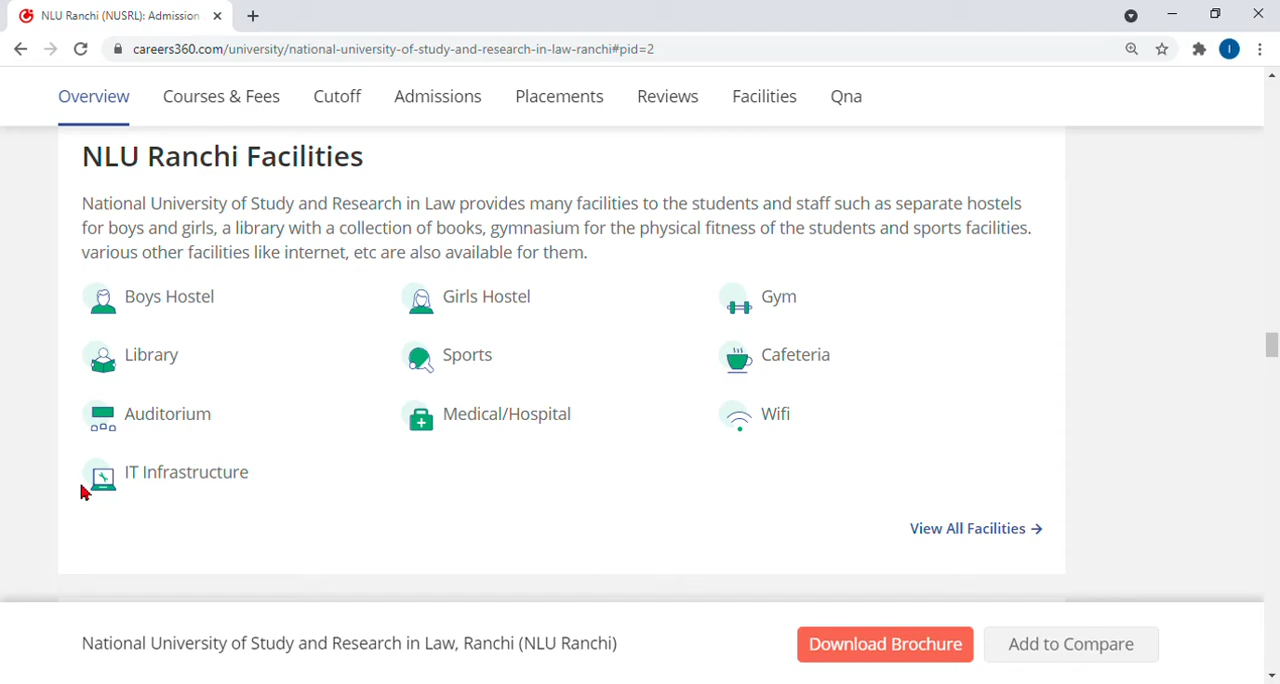 NLU Ranchi (NUSRL): Admission
careers360.com/university/national-university-of-study-and-research-in-law-ranchi#pid=2
I
Overview Courses & Fees Cutoff Admissions Placements Reviews Facilities Qna
NLU Ranchi Facilities
National University of Study and Research in Law provides many facilities to the students and staff such as separate hostels
for boys and girls, a library with a collection of books, gymnasium for the physical fitness of the students and sports facilities.
various other facilities like internet, etc are also available for them.
Boys Hostel Girls Hostel Gym
Library Sports Cafeteria
Auditorium Medical/Hospital Wifi
IT Infrastructure
View All Facilities →
National University of Study and Research in Law, Ranchi (NLU Ranchi) Download Brochure Add to Compare